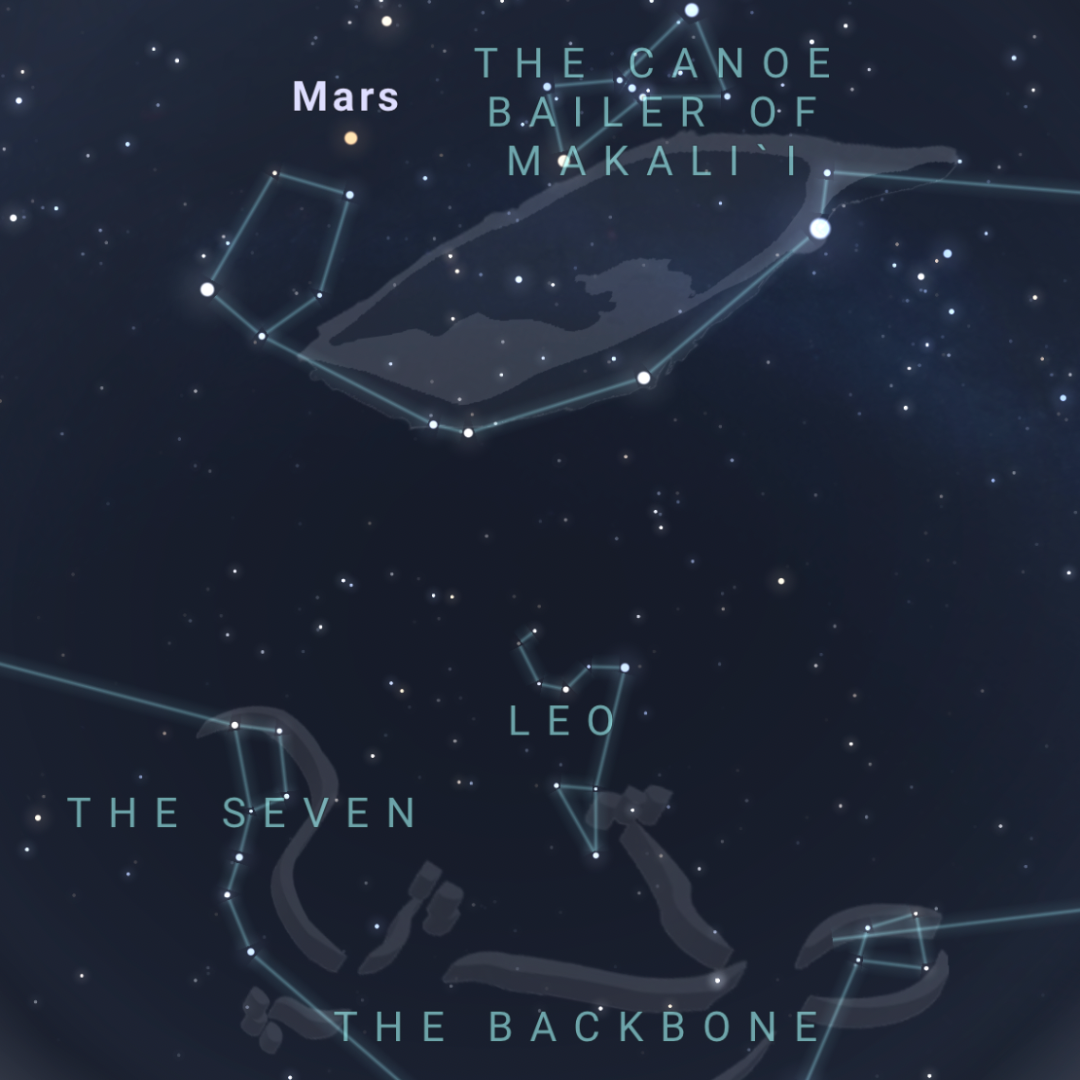 THE CANOE
Mars
BAILER OF
MAKALI`I
LEO
THE SEVEN
THE BACKBONE